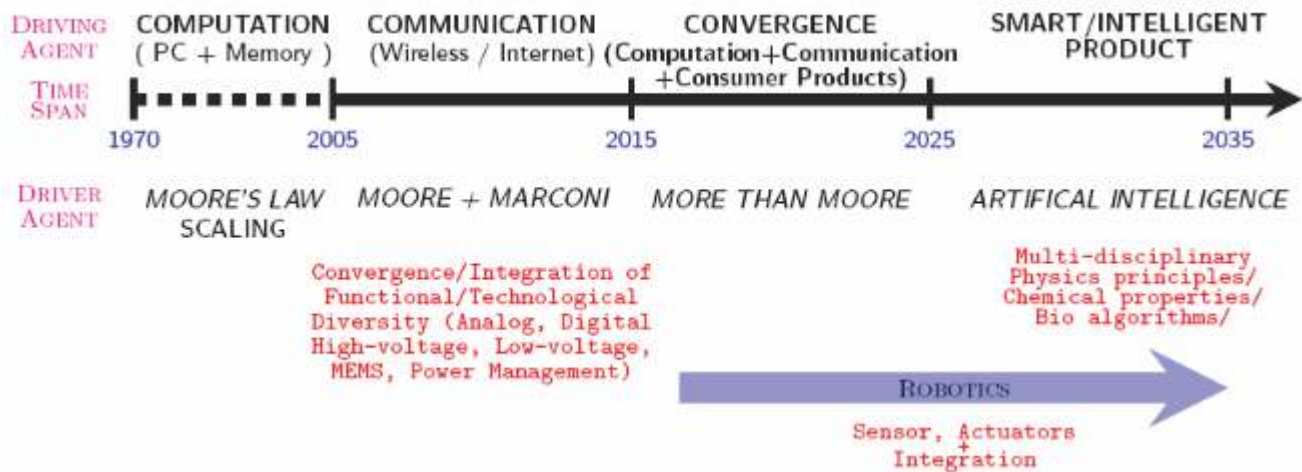 DRIVING AGENT
COMPUTATION
( PC + Memory )
COMMUNICATION
(Wireless / Internet)
CONVERGENCE
(Computation+Communication
+Consumer Products)
SMART/INTELLIGENT
PRODUCT
TIME
SPAN
1970
2005
2015
2025
2035
DRIVER
AGENT
MOORE'S LAW
SCALING
MOORE + MARCONI
MORE THAN MOORE
ARTIFICAL INTELLIGENCE
Convergence/Integration of
Functional/Technological
Diversity (Analog, Digital
High-voltage, Low-voltage,
MEMS, Power Management)
Multi-disciplinary
Physics principles/
Chemical properties/
Bio algorithms/
ROBOTICS
Sensor, Actuators
+
Integration